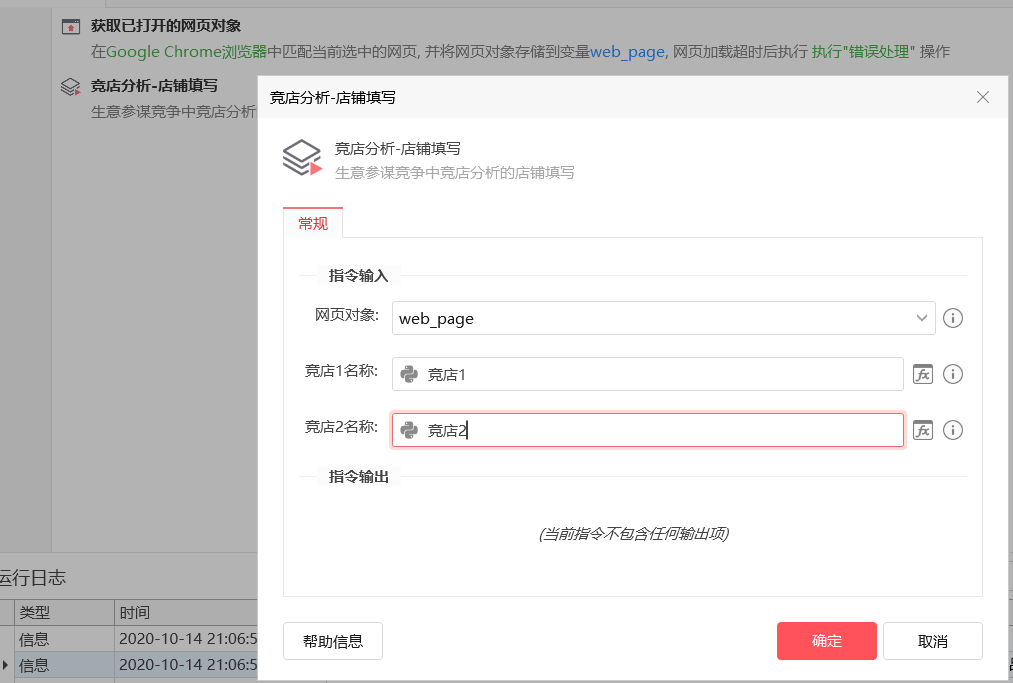 获取已打开的网页对象
在Google Chrome浏览器中匹配当前选中的网页, 并将网页对象存储到变量web_page, 网页加载超时后执行 执行"错误处理" 操作
竞店分析-店铺填写
生意参谋竞争中竞店分析
竞店分析-店铺填写
竞店分析-店铺填写
生意参谋竞争中竞店分析的店铺填写
常规
指令输入
网页对象: web_page
竞店1名称: 竞店1
竞店2名称: 竞店2
指令输出
(当前指令不包含任何输出项)
运行日志
类型 时间
信息 2020-10-14 21:06:5
信息 2020-10-14 21:06:5
帮助信息 确定 取消